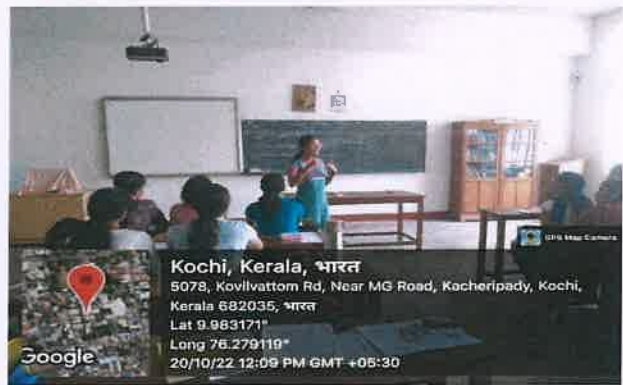 GPS Map Camera
Kochi, Kerala, भारत
5078, Kovilvattom Rd, Near MG Road, Kacheripady, Kochi,
Kerala 682035, भारत
Lat 9.983171°
Long 76.279119°
20/10/22 12:09 PM GMT +05:30
Google